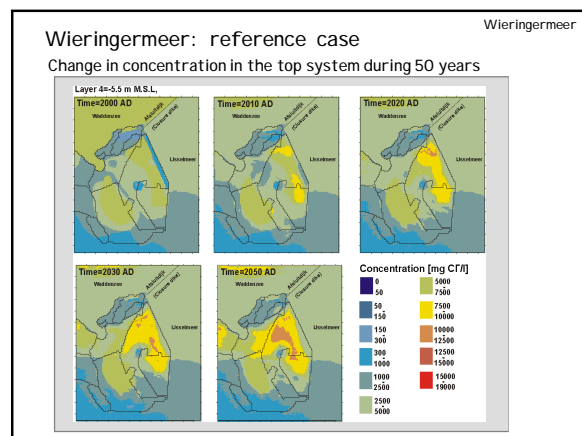 Wieringermeer
Wieringermeer: reference case
Change in concentration in the top system during 50 years
Layer 4=-5.5 m M.S.L,
Time=2000 AD
Waddenzee
Afsluitdijk
(Closure dike)
IJsselmeer
Time=2010 AD
Waddenzee
Afsluitdijk
(Closure dike)
IJsselmeer
Time=2020 AD
Waddenzee
Afsluitdijk
(Closure dike)
IJsselmeer
Time=2030 AD
Waddenzee
Afsluitdijk
(Closure dike)
IJsselmeer
Time=2050 AD
Waddenzee
Afsluitdijk
(Closure dike)
IJsselmeer
Concentration [mg Cl-/l]
0 - 50
50 - 150
150 - 300
300 - 1000
1000 - 2500
2500 - 5000
5000 - 7500
7500 - 10000
10000 - 12500
12500 - 15000
15000 - 19000